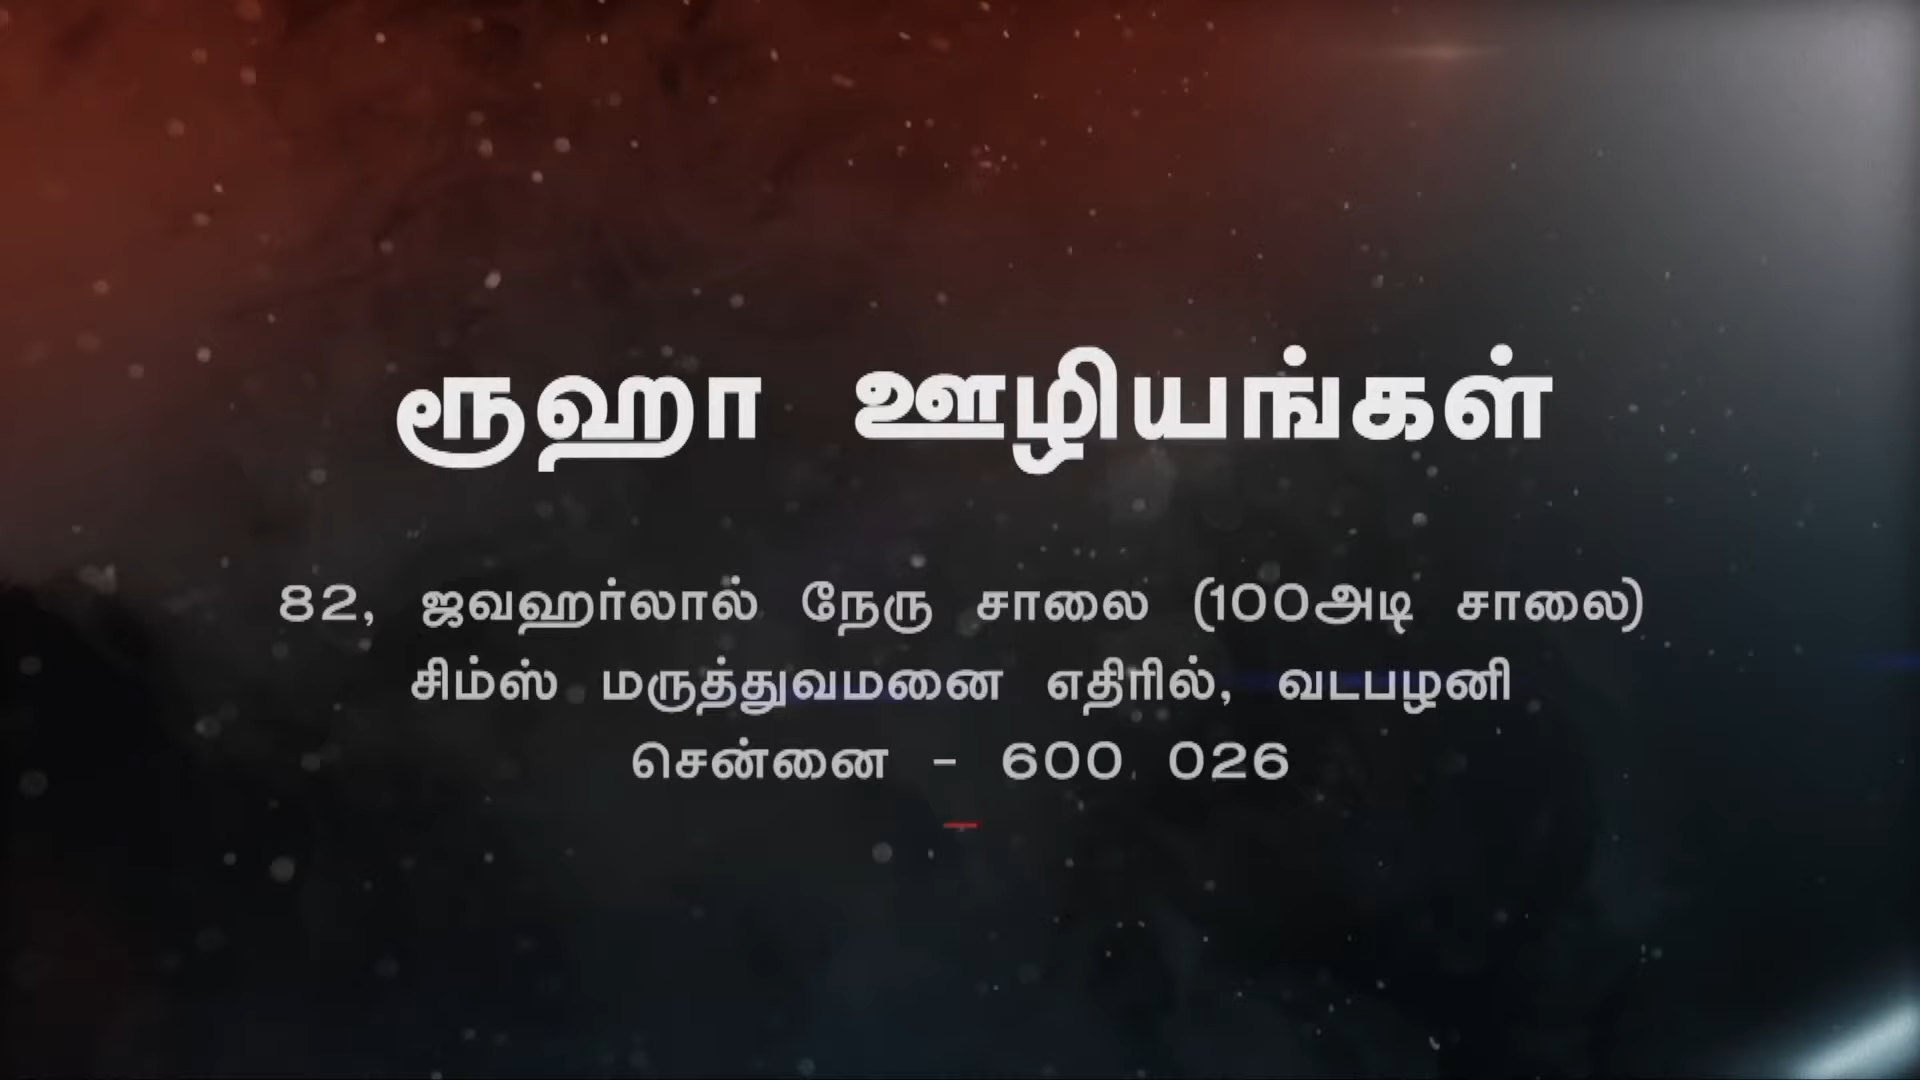 ரூஹா ஊழியங்கள்
82, ஜவஹர்லால் நேரு சாலை (100அடி சாலை)
சிம்ஸ் மருத்துவமனை எதிரில், வடபழனி
சென்னை - 600 026